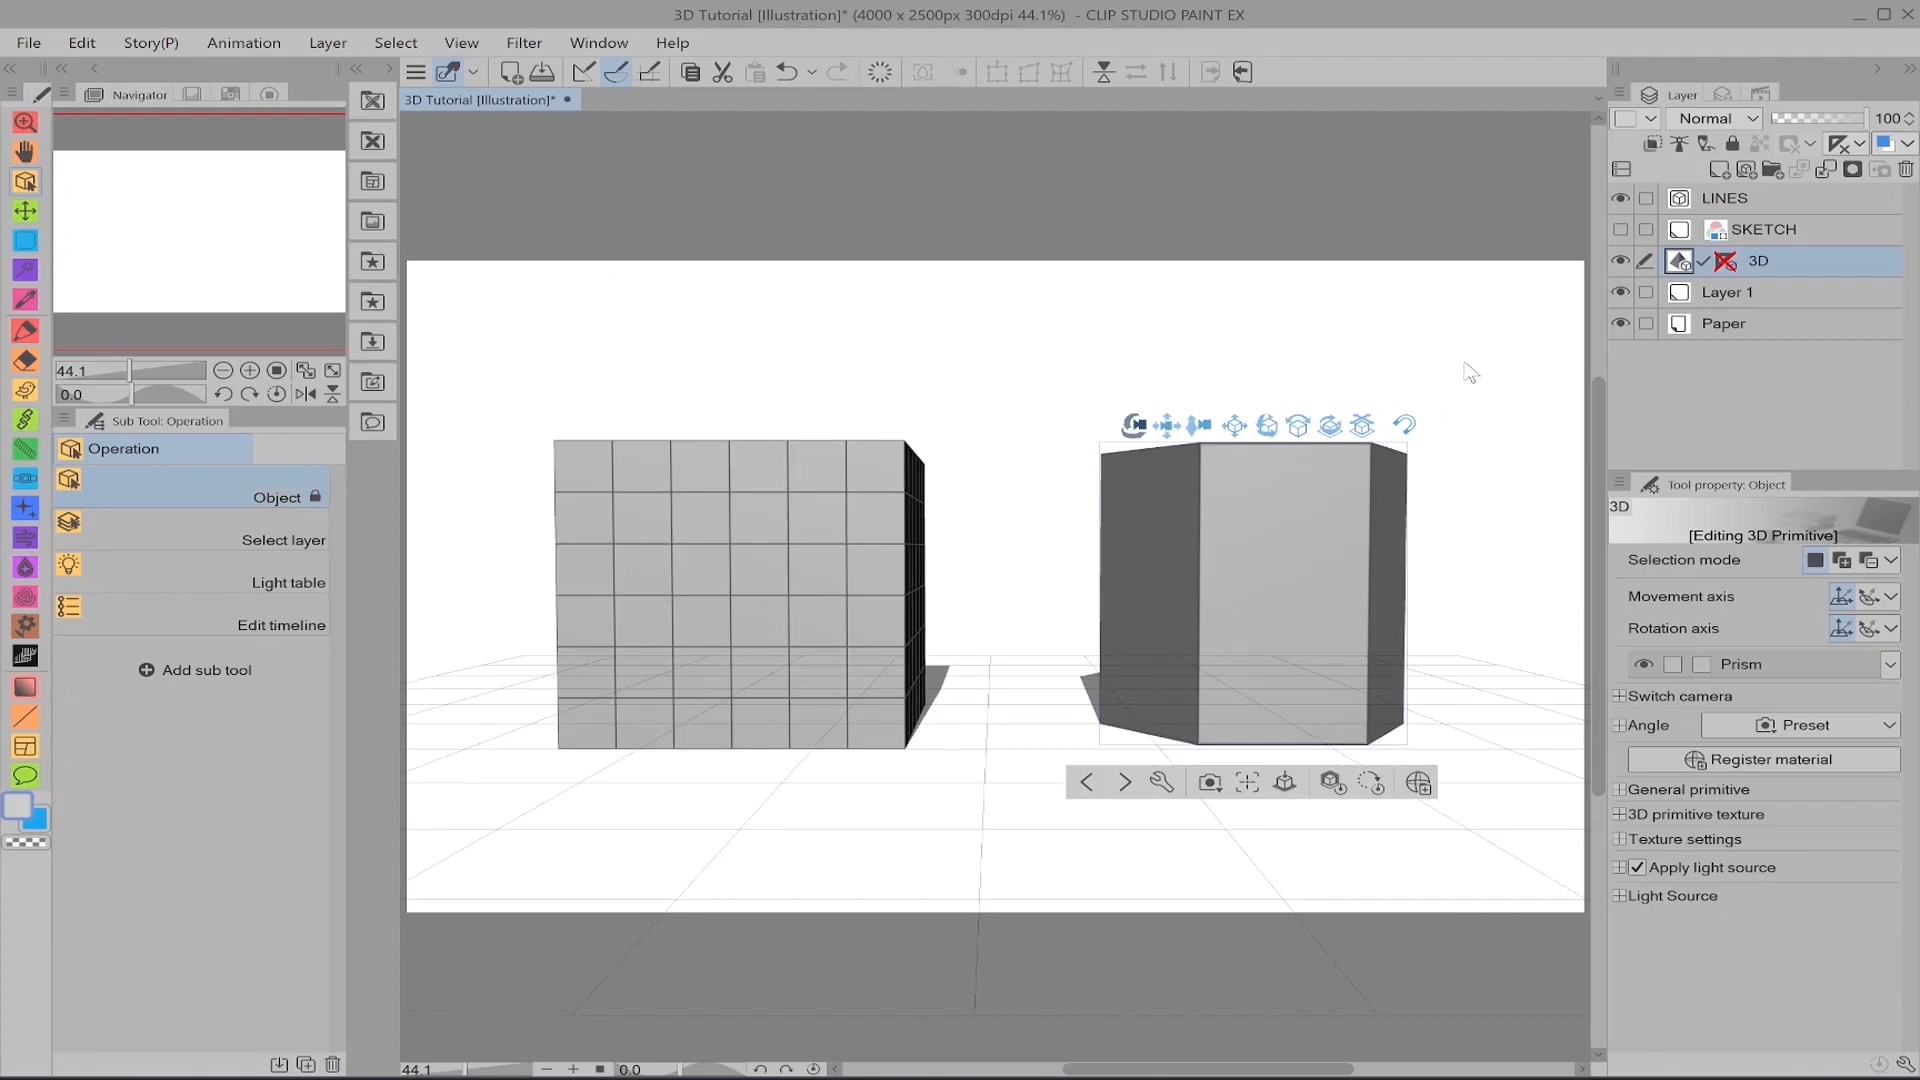 3D Tutorial [Illustration]* (4000 x 2500px 300dpi 44.1%) - CLIP STUDIO PAINT EX
File Edit Story(P) Animation Layer Select View Filter Window Help
Navigator
3D Tutorial [Illustration]*
Layer
Normal 100
LINES
SKETCH
3D
Layer 1
Paper
44.1
0.0
Sub Tool: Operation
Operation
Object
Select layer
Light table
Edit timeline
Add sub tool
Tool property: Object
3D
[Editing 3D Primitive]
Selection mode
Movement axis
Rotation axis
Prism
Switch camera
Angle Preset
Register material
General primitive
3D primitive texture
Texture settings
Apply light source
Light Source
44.1 0.0